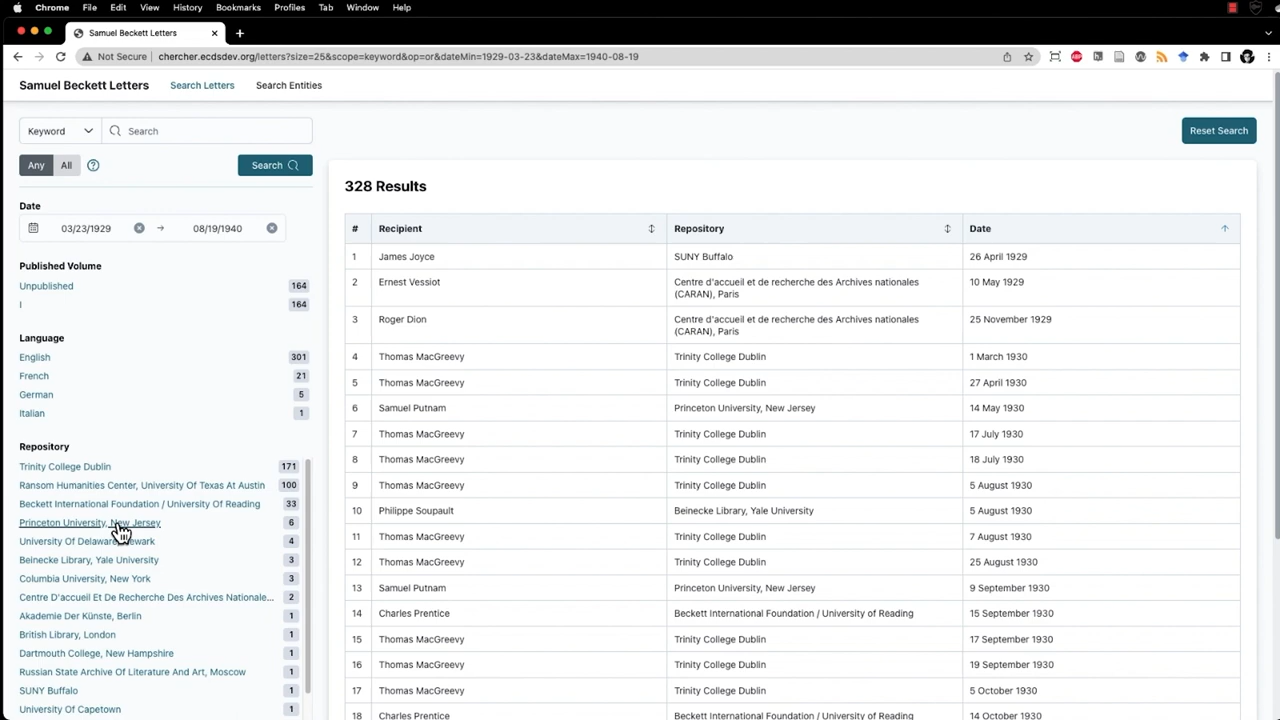 Chrome File Edit View History Bookmarks Profiles Tab Window Help
Samuel Beckett Letters
Not Secure | chercher.ecdsdev.org/letters?size=25&scope=keyword&op=or&dateMin=1929-03-23&dateMax=1940-08-19
Samuel Beckett Letters Search Letters Search Entities
Keyword Search
Reset Search
Any All ? Search
Date
03/23/1929 → 08/19/1940
Published Volume
Unpublished 164
I 164
Language
English 301
French 21
German 5
Italian 1
Repository
Trinity College Dublin 171
Ransom Humanities Center, University Of Texas At Austin 100
Beckett International Foundation / University Of Reading 33
Princeton University, New Jersey 6
University Of Delaware, Newark 4
Beinecke Library, Yale University 3
Columbia University, New York 3
Centre D'accueil Et De Recherche Des Archives Nationale... 2
Akademie Der Künste, Berlin 1
British Library, London 1
Dartmouth College, New Hampshire 1
Russian State Archive Of Literature And Art, Moscow 1
SUNY Buffalo 1
University Of Capetown 1
328 Results
# Recipient Repository Date
1 James Joyce SUNY Buffalo 26 April 1929
2 Ernest Vessiot Centre d'accueil et de recherche des Archives nationales 10 May 1929
(CARAN), Paris
3 Roger Dion Centre d'accueil et de recherche des Archives nationales 25 November 1929
(CARAN), Paris
4 Thomas MacGreevy Trinity College Dublin 1 March 1930
5 Thomas MacGreevy Trinity College Dublin 27 April 1930
6 Samuel Putnam Princeton University, New Jersey 14 May 1930
7 Thomas MacGreevy Trinity College Dublin 17 July 1930
8 Thomas MacGreevy Trinity College Dublin 18 July 1930
9 Thomas MacGreevy Trinity College Dublin 5 August 1930
10 Philippe Soupault Beinecke Library, Yale University 5 August 1930
11 Thomas MacGreevy Trinity College Dublin 7 August 1930
12 Thomas MacGreevy Trinity College Dublin 25 August 1930
13 Samuel Putnam Princeton University, New Jersey 9 September 1930
14 Charles Prentice Beckett International Foundation / University of Reading 15 September 1930
15 Thomas MacGreevy Trinity College Dublin 17 September 1930
16 Thomas MacGreevy Trinity College Dublin 19 September 1930
17 Thomas MacGreevy Trinity College Dublin 5 October 1930
18 Charles Prentice Beckett International Foundation / University of Reading 14 October 1930